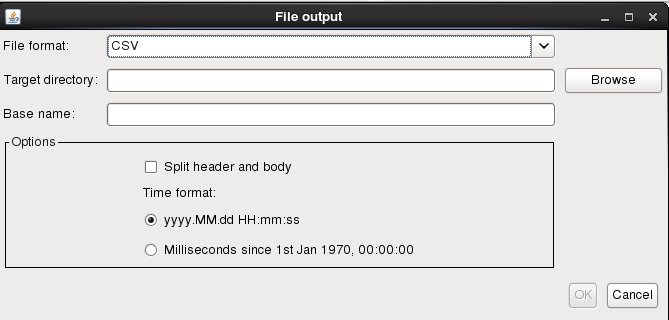 File output
File format: CSV
Target directory: Browse
Base name:
Options
Split header and body
Time format:
yyyy.MM.dd HH:mm:ss
Milliseconds since 1st Jan 1970, 00:00:00
OK Cancel